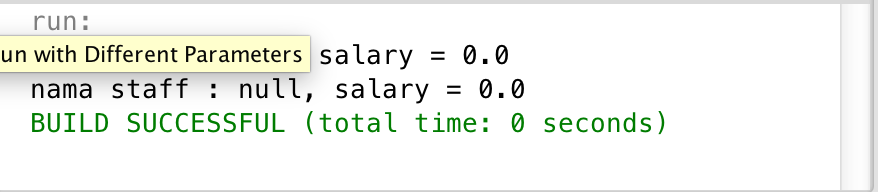 run:
un with Different Parameters salary = 0.0
nama staff : null, salary = 0.0
BUILD SUCCESSFUL (total time: 0 seconds)